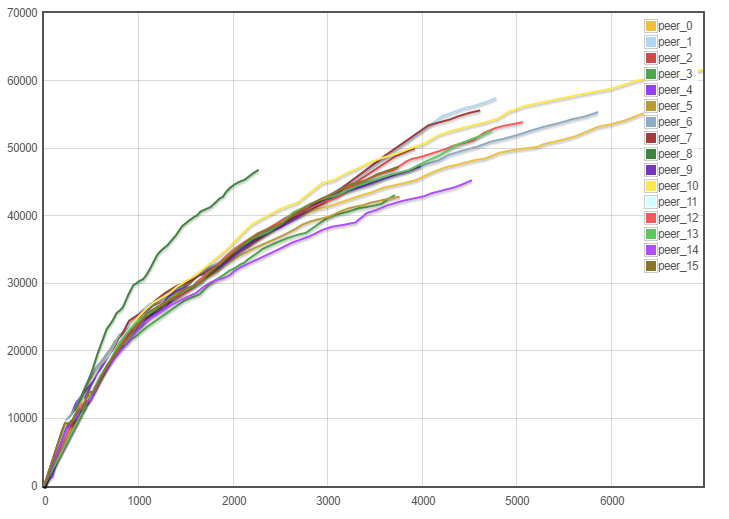 70000
60000
50000
40000
30000
20000
10000
0
0 1000 2000 3000 4000 5000 6000
peer_0
peer_1
peer_2
peer_3
peer_4
peer_5
peer_6
peer_7
peer_8
peer_9
peer_10
peer_11
peer_12
peer_13
peer_14
peer_15